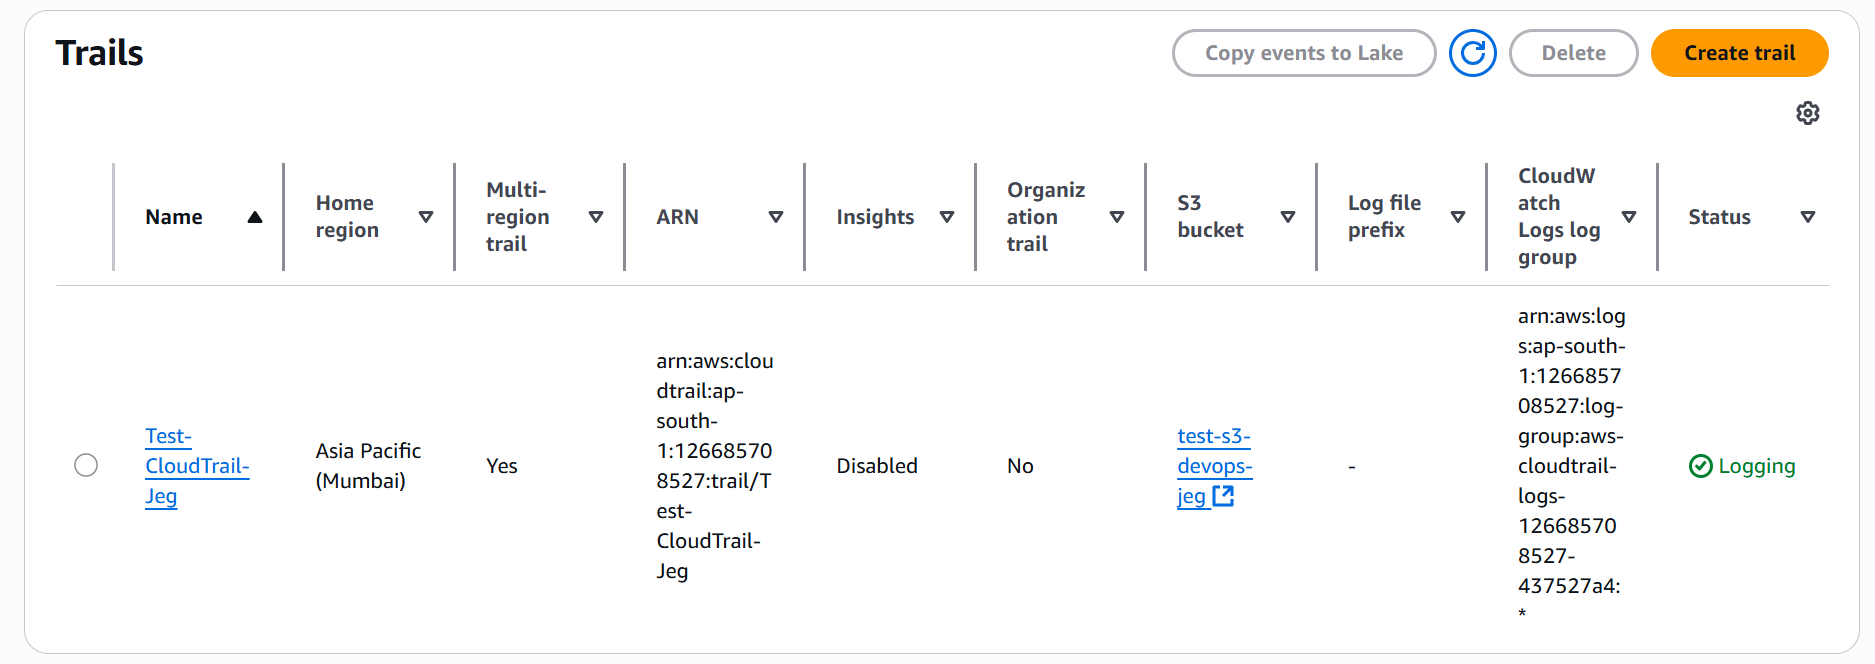 Trails
Copy events to Lake
Delete
Create trail
Name
Home
region
Multi-
region
trail
ARN
Insights
Organiz
ation
trail
S3
bucket
Log file
prefix
CloudW
atch
Logs log
group
Status
Test-
CloudTrail-
Jeg
Asia Pacific
(Mumbai)
Yes
arn:aws:clou
dtrail:ap-
south-
1:12668570
8527:trail/T
est-
CloudTrail-
Jeg
Disabled
No
test-s3-
devops-
jeg
-
arn:aws:log
s:ap-south-
1:1266857
08527:log-
group:aws-
cloudtrail-
logs-
12668570
8527-
437527a4:
*
Logging